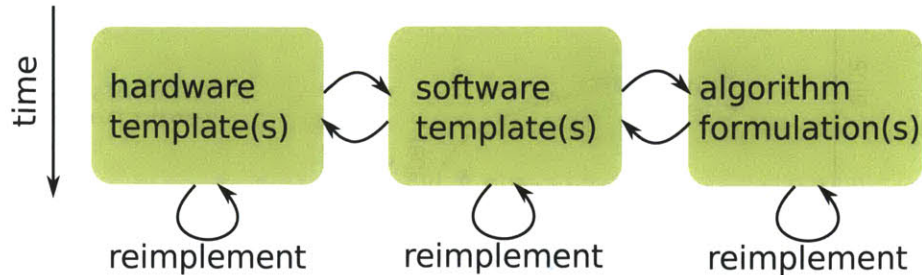 time
hardware
template(s)
software
template(s)
algorithm
formulation(s)
reimplement
reimplement
reimplement